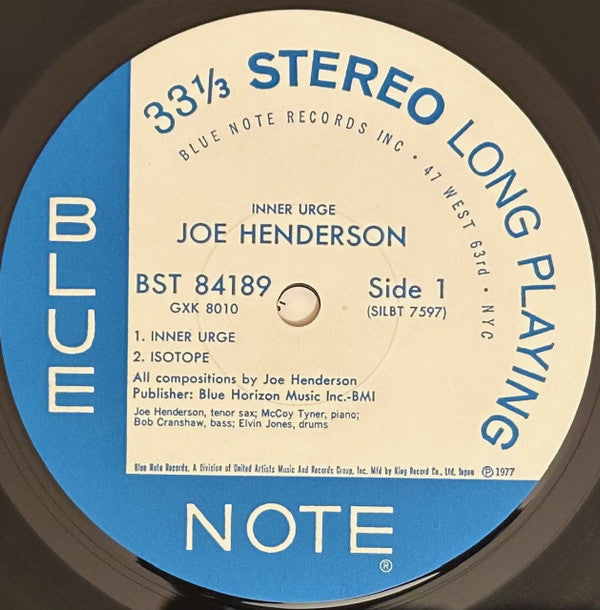 33⅓ STEREO LONG PLAYING
BLUE NOTE RECORDS INC • 47 WEST 63rd • NYC
INNER URGE
JOE HENDERSON
BST 84189 Side 1
GXK 8010 (SILBT 7597)
1. INNER URGE
2. ISOTOPE
All compositions by Joe Henderson
Publisher: Blue Horizon Music Inc.-BMI
Joe Henderson, tenor sax; McCoy Tyner, piano;
Bob Cranshaw, bass; Elvin Jones, drums
Blue Note Records, A Division of United Artists Music And Records Group, Inc. Mfd by King Record Co., Ltd, Japan ℗1977
BLUE
NOTE®